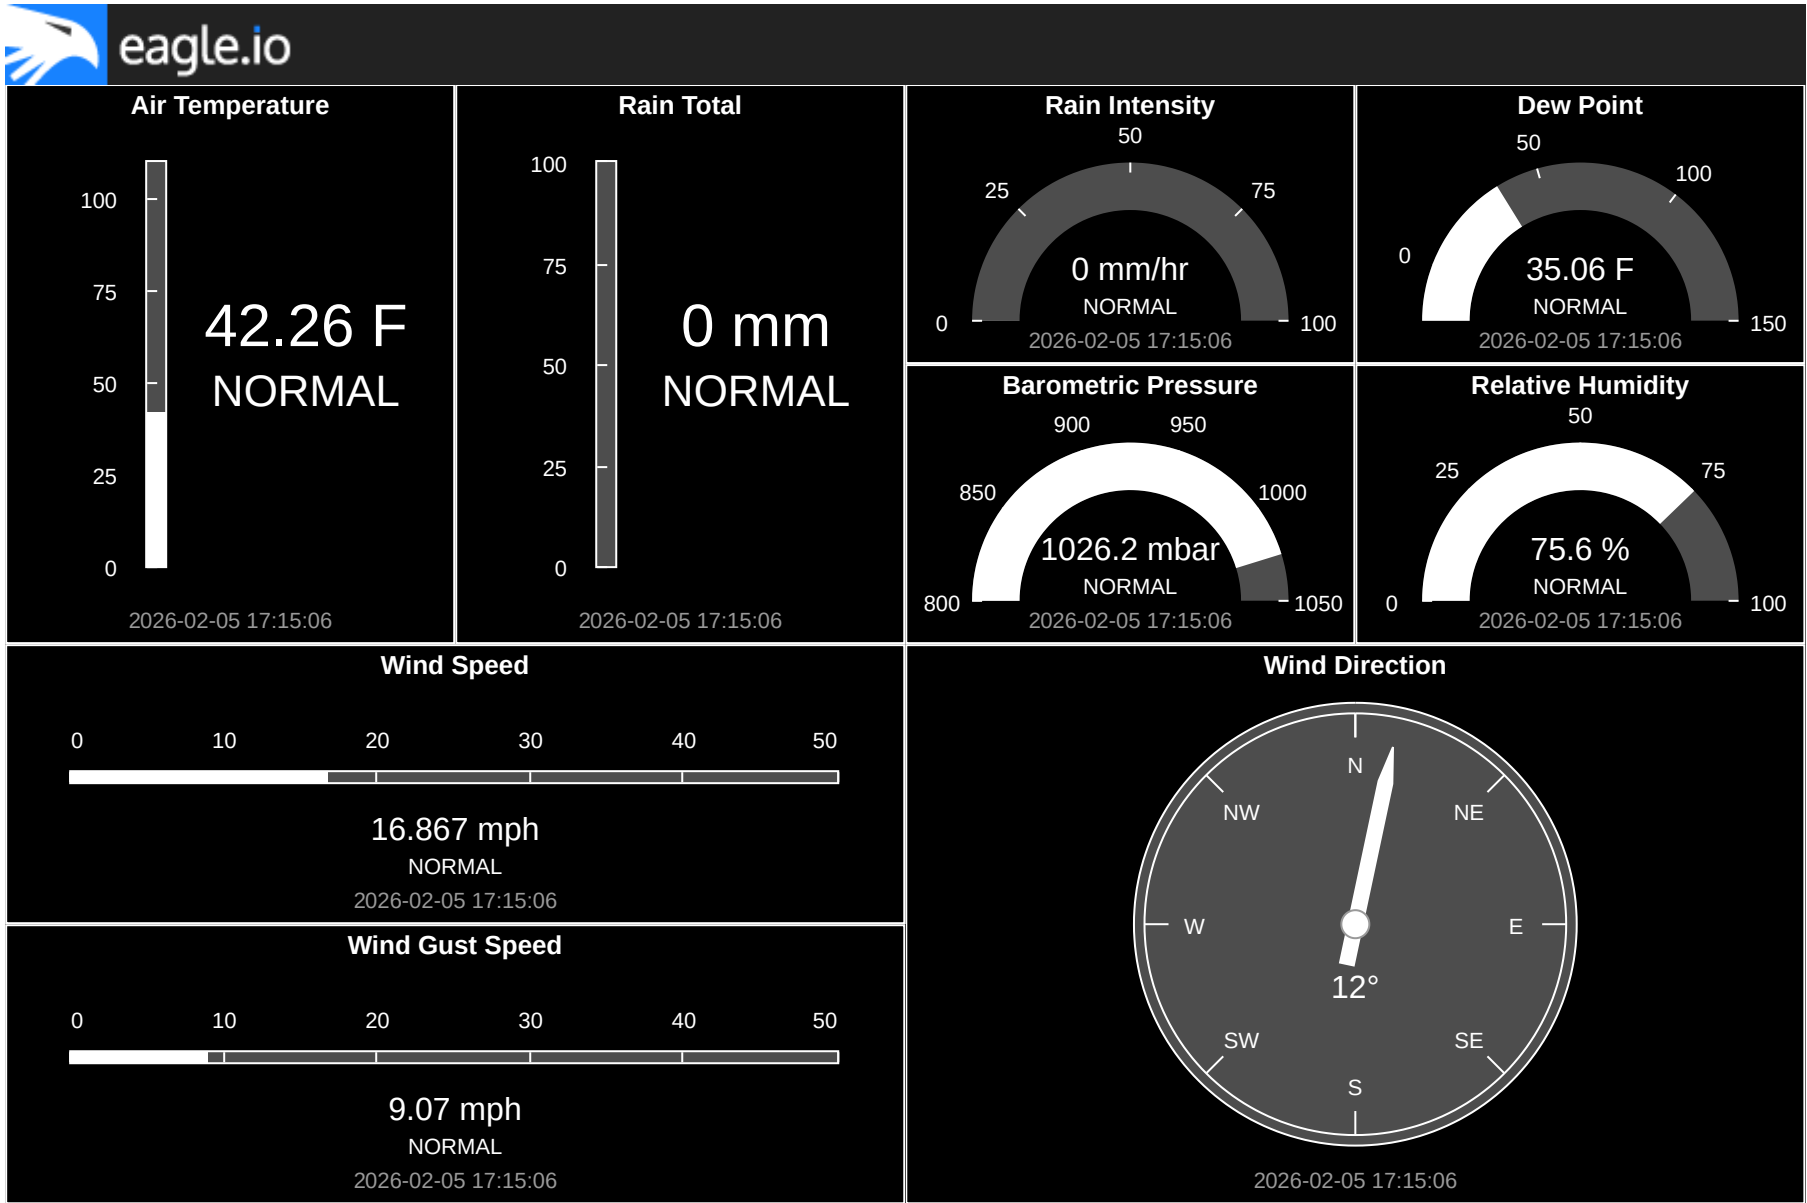 eagle.io
Air Temperature
100
75
50
25
0
42.26 F
NORMAL
2026-02-05 17:15:06
Rain Total
100
75
50
25
0
0 mm
NORMAL
2026-02-05 17:15:06
Rain Intensity
50
25
75
0
100
0 mm/hr
NORMAL
2026-02-05 17:15:06
Dew Point
50
100
0
150
35.06 F
NORMAL
2026-02-05 17:15:06
Barometric Pressure
900
950
850
1000
800
1050
1026.2 mbar
NORMAL
2026-02-05 17:15:06
Relative Humidity
50
25
75
0
100
75.6 %
NORMAL
2026-02-05 17:15:06
Wind Speed
0 10 20 30 40 50
16.867 mph
NORMAL
2026-02-05 17:15:06
Wind Gust Speed
0 10 20 30 40 50
9.07 mph
NORMAL
2026-02-05 17:15:06
Wind Direction
N
NW
NE
W
E
12°
SW
SE
S
2026-02-05 17:15:06